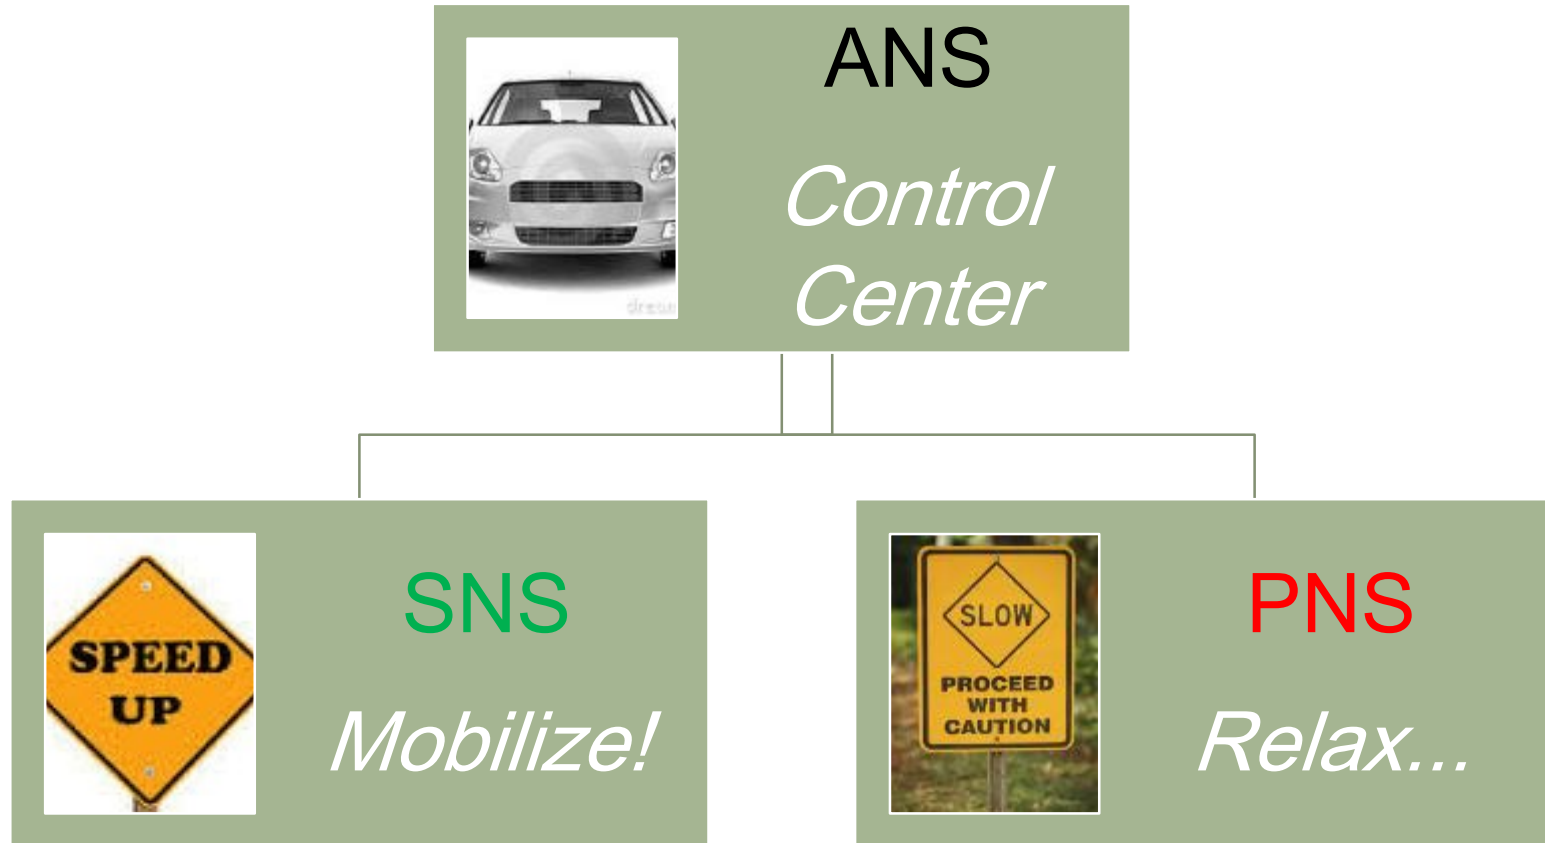 ANS
Control
Center
SNS
Mobilize!
SPEED
UP
PNS
Relax...
SLOW
PROCEED
WITH
CAUTION